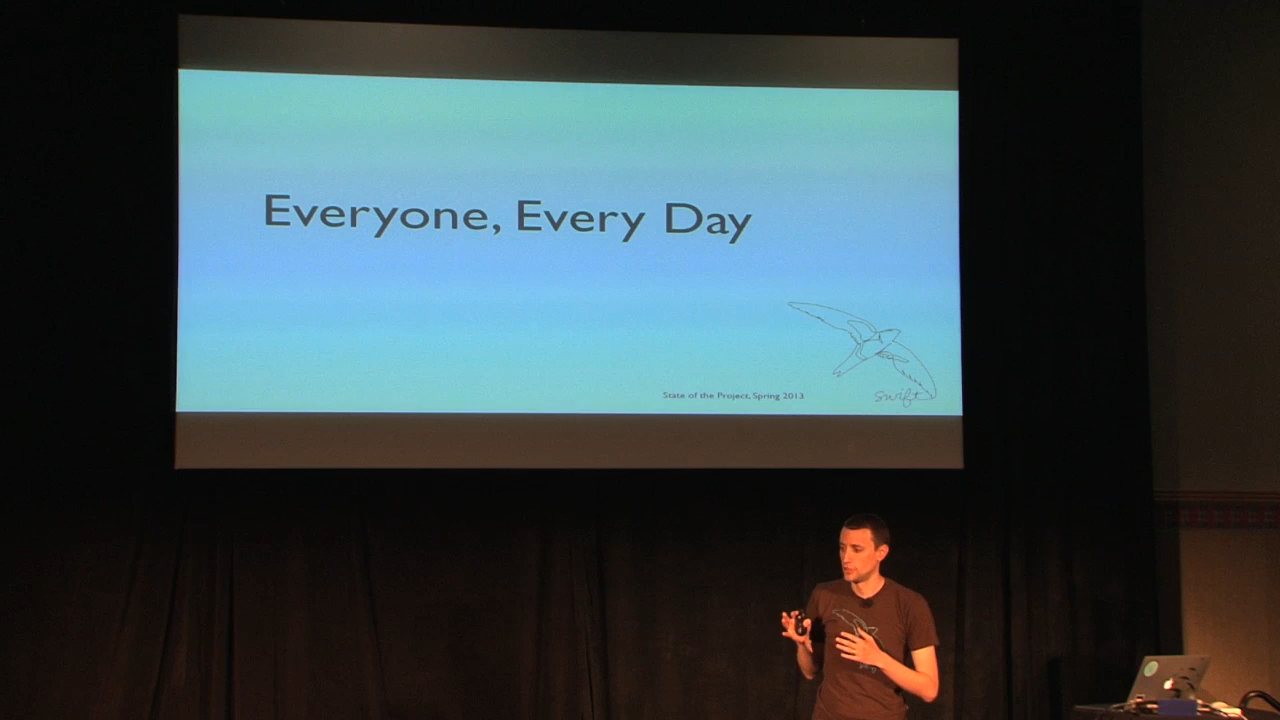 Everyone, Every Day
State of the Project, Spring 2013
swift